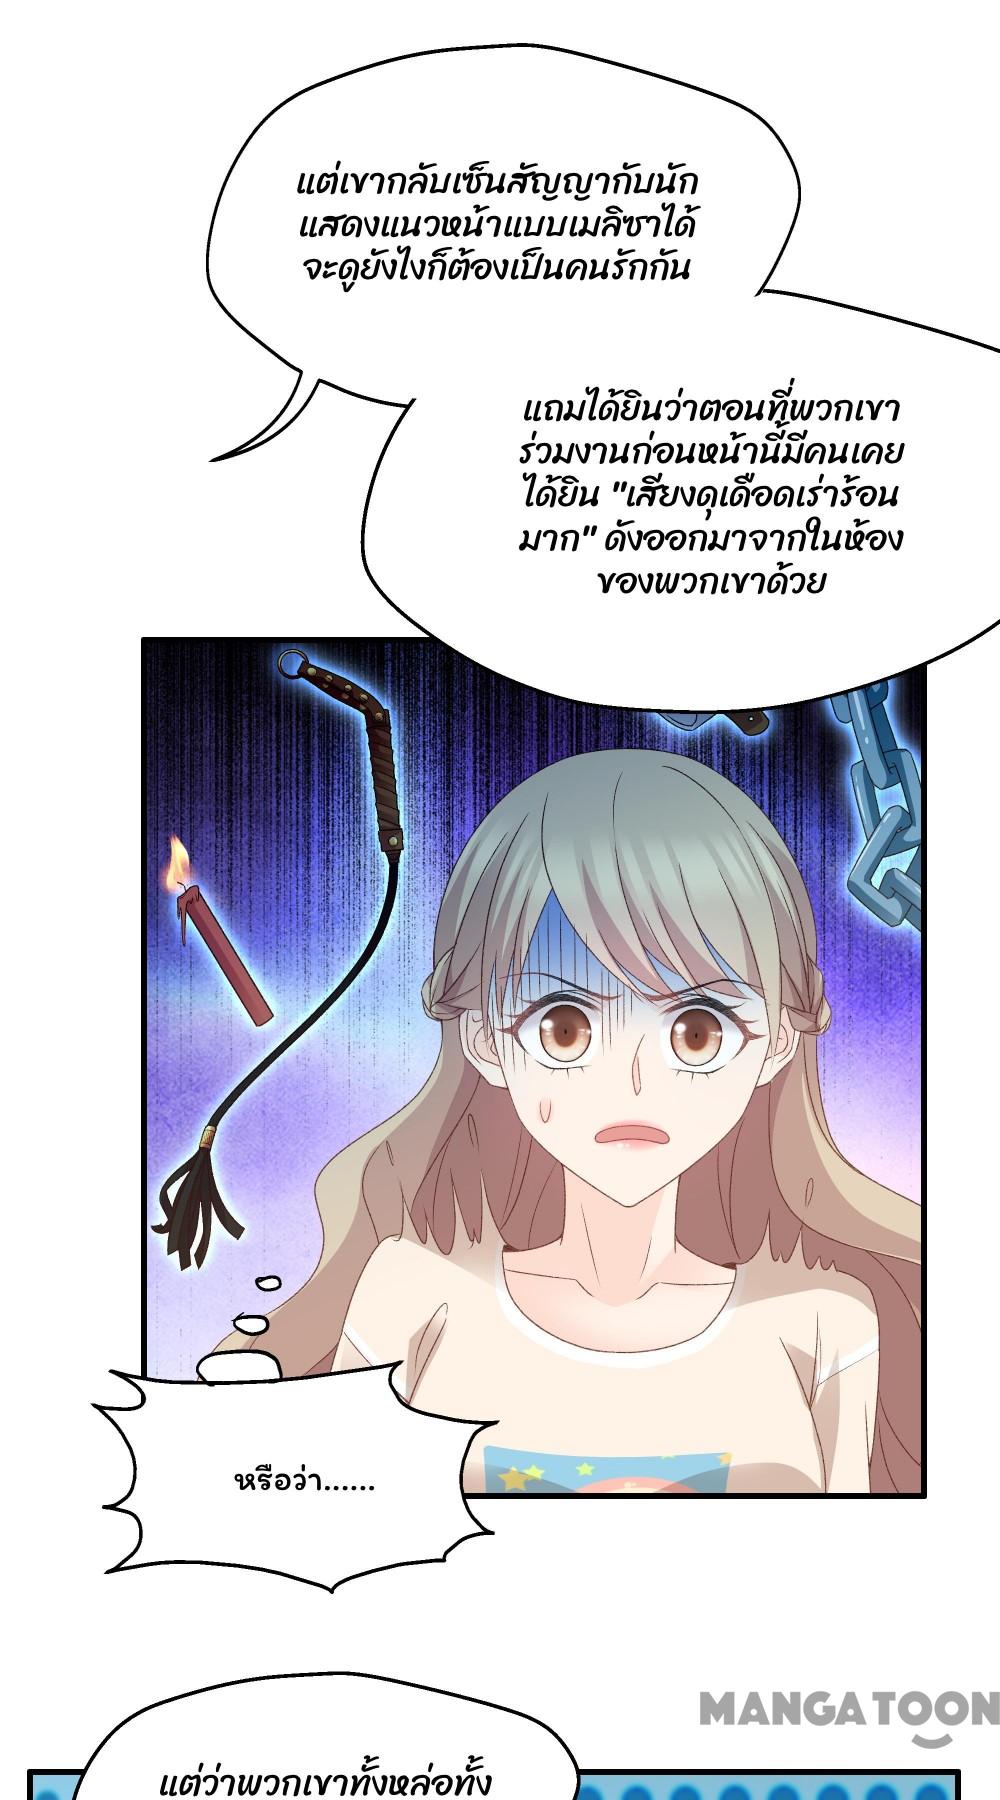 แต่เขากลับเซ็นสัญญากับนัก
แสดงแนวหน้าแบบเมลิซาได้
จะดูยังไงก็ต้องเป็นคนรักกัน
แถมได้ยินว่าตอนที่พวกเขา
ร่วมงานก่อนหน้านี้มีคนเคย
ได้ยิน "เสียงดุเดือดเร่าร้อน
มาก" ดังออกมาจากในห้อง
ของพวกเขาด้วย
หรือว่า......
MANGATOON
แต่ว่าพวกเขาทั้งหล่อทั้ง